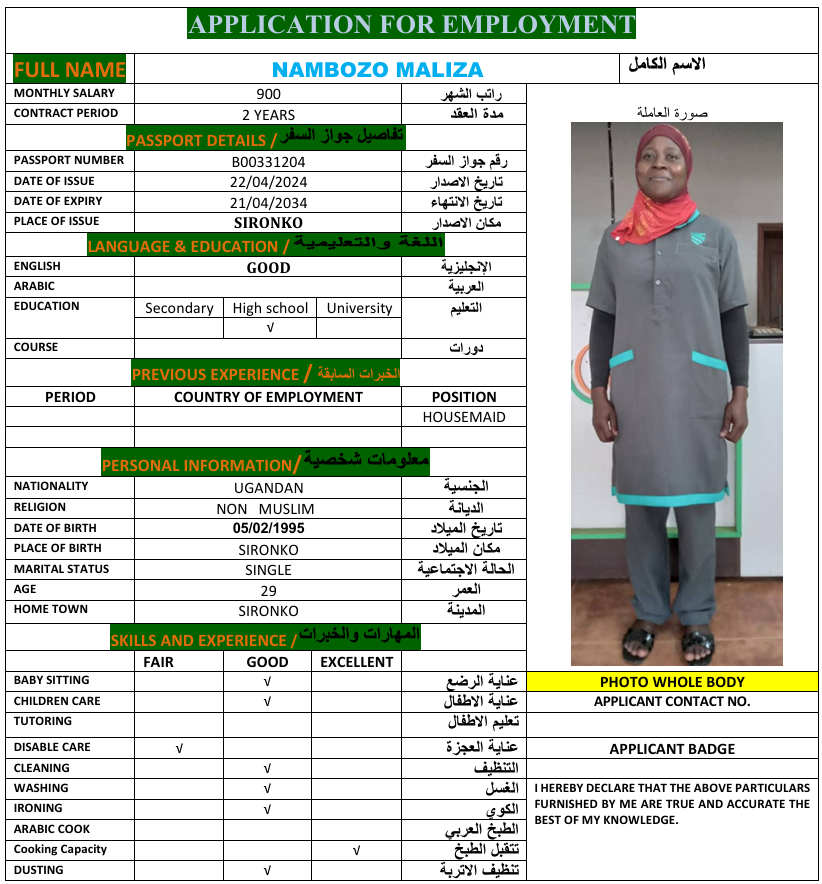 APPLICATION FOR EMPLOYMENT
FULL NAME NAMBOZO MALIZA الاسم الكامل
MONTHLY SALARY 900 راتب الشهر
CONTRACT PERIOD 2 YEARS مدة العقد
صورة العاملة
PASSPORT DETAILS / تفاصيل جواز السفر
PASSPORT NUMBER B00331204 رقم جواز السفر
DATE OF ISSUE 22/04/2024 تاريخ الاصدار
DATE OF EXPIRY 21/04/2034 تاريخ الانتهاء
PLACE OF ISSUE SIRONKO مكان الاصدار
LANGUAGE & EDUCATION / اللغة والتعليمية
ENGLISH GOOD الإنجليزية
ARABIC العربية
EDUCATION Secondary High school University التعليم
√
COURSE دورات
PREVIOUS EXPERIENCE / الخبرات السابقة
PERIOD COUNTRY OF EMPLOYMENT POSITION
HOUSEMAID
PERSONAL INFORMATION/ معلومات شخصية
NATIONALITY UGANDAN الجنسية
RELIGION NON MUSLIM الديانة
DATE OF BIRTH 05/02/1995 تاريخ الميلاد
PLACE OF BIRTH SIRONKO مكان الميلاد
MARITAL STATUS SINGLE الحالة الاجتماعية
AGE 29 العمر
HOME TOWN SIRONKO المدينة
SKILLS AND EXPERIENCE / المهارات والخبرات
FAIR GOOD EXCELLENT
BABY SITTING √ عناية الرضع
PHOTO WHOLE BODY
CHILDREN CARE √ عناية الاطفال
APPLICANT CONTACT NO.
TUTORING تعليم الاطفال
DISABLE CARE √ عناية العجزة
APPLICANT BADGE
CLEANING √ التنظيف
WASHING √ الغسل
IRONING √ الكوي
ARABIC COOK الطبخ العربي
Cooking Capacity √ تتقبل الطبخ
DUSTING √ تنظيف الاتربة
I HEREBY DECLARE THAT THE ABOVE PARTICULARS
FURNISHED BY ME ARE TRUE AND ACCURATE THE
BEST OF MY KNOWLEDGE.